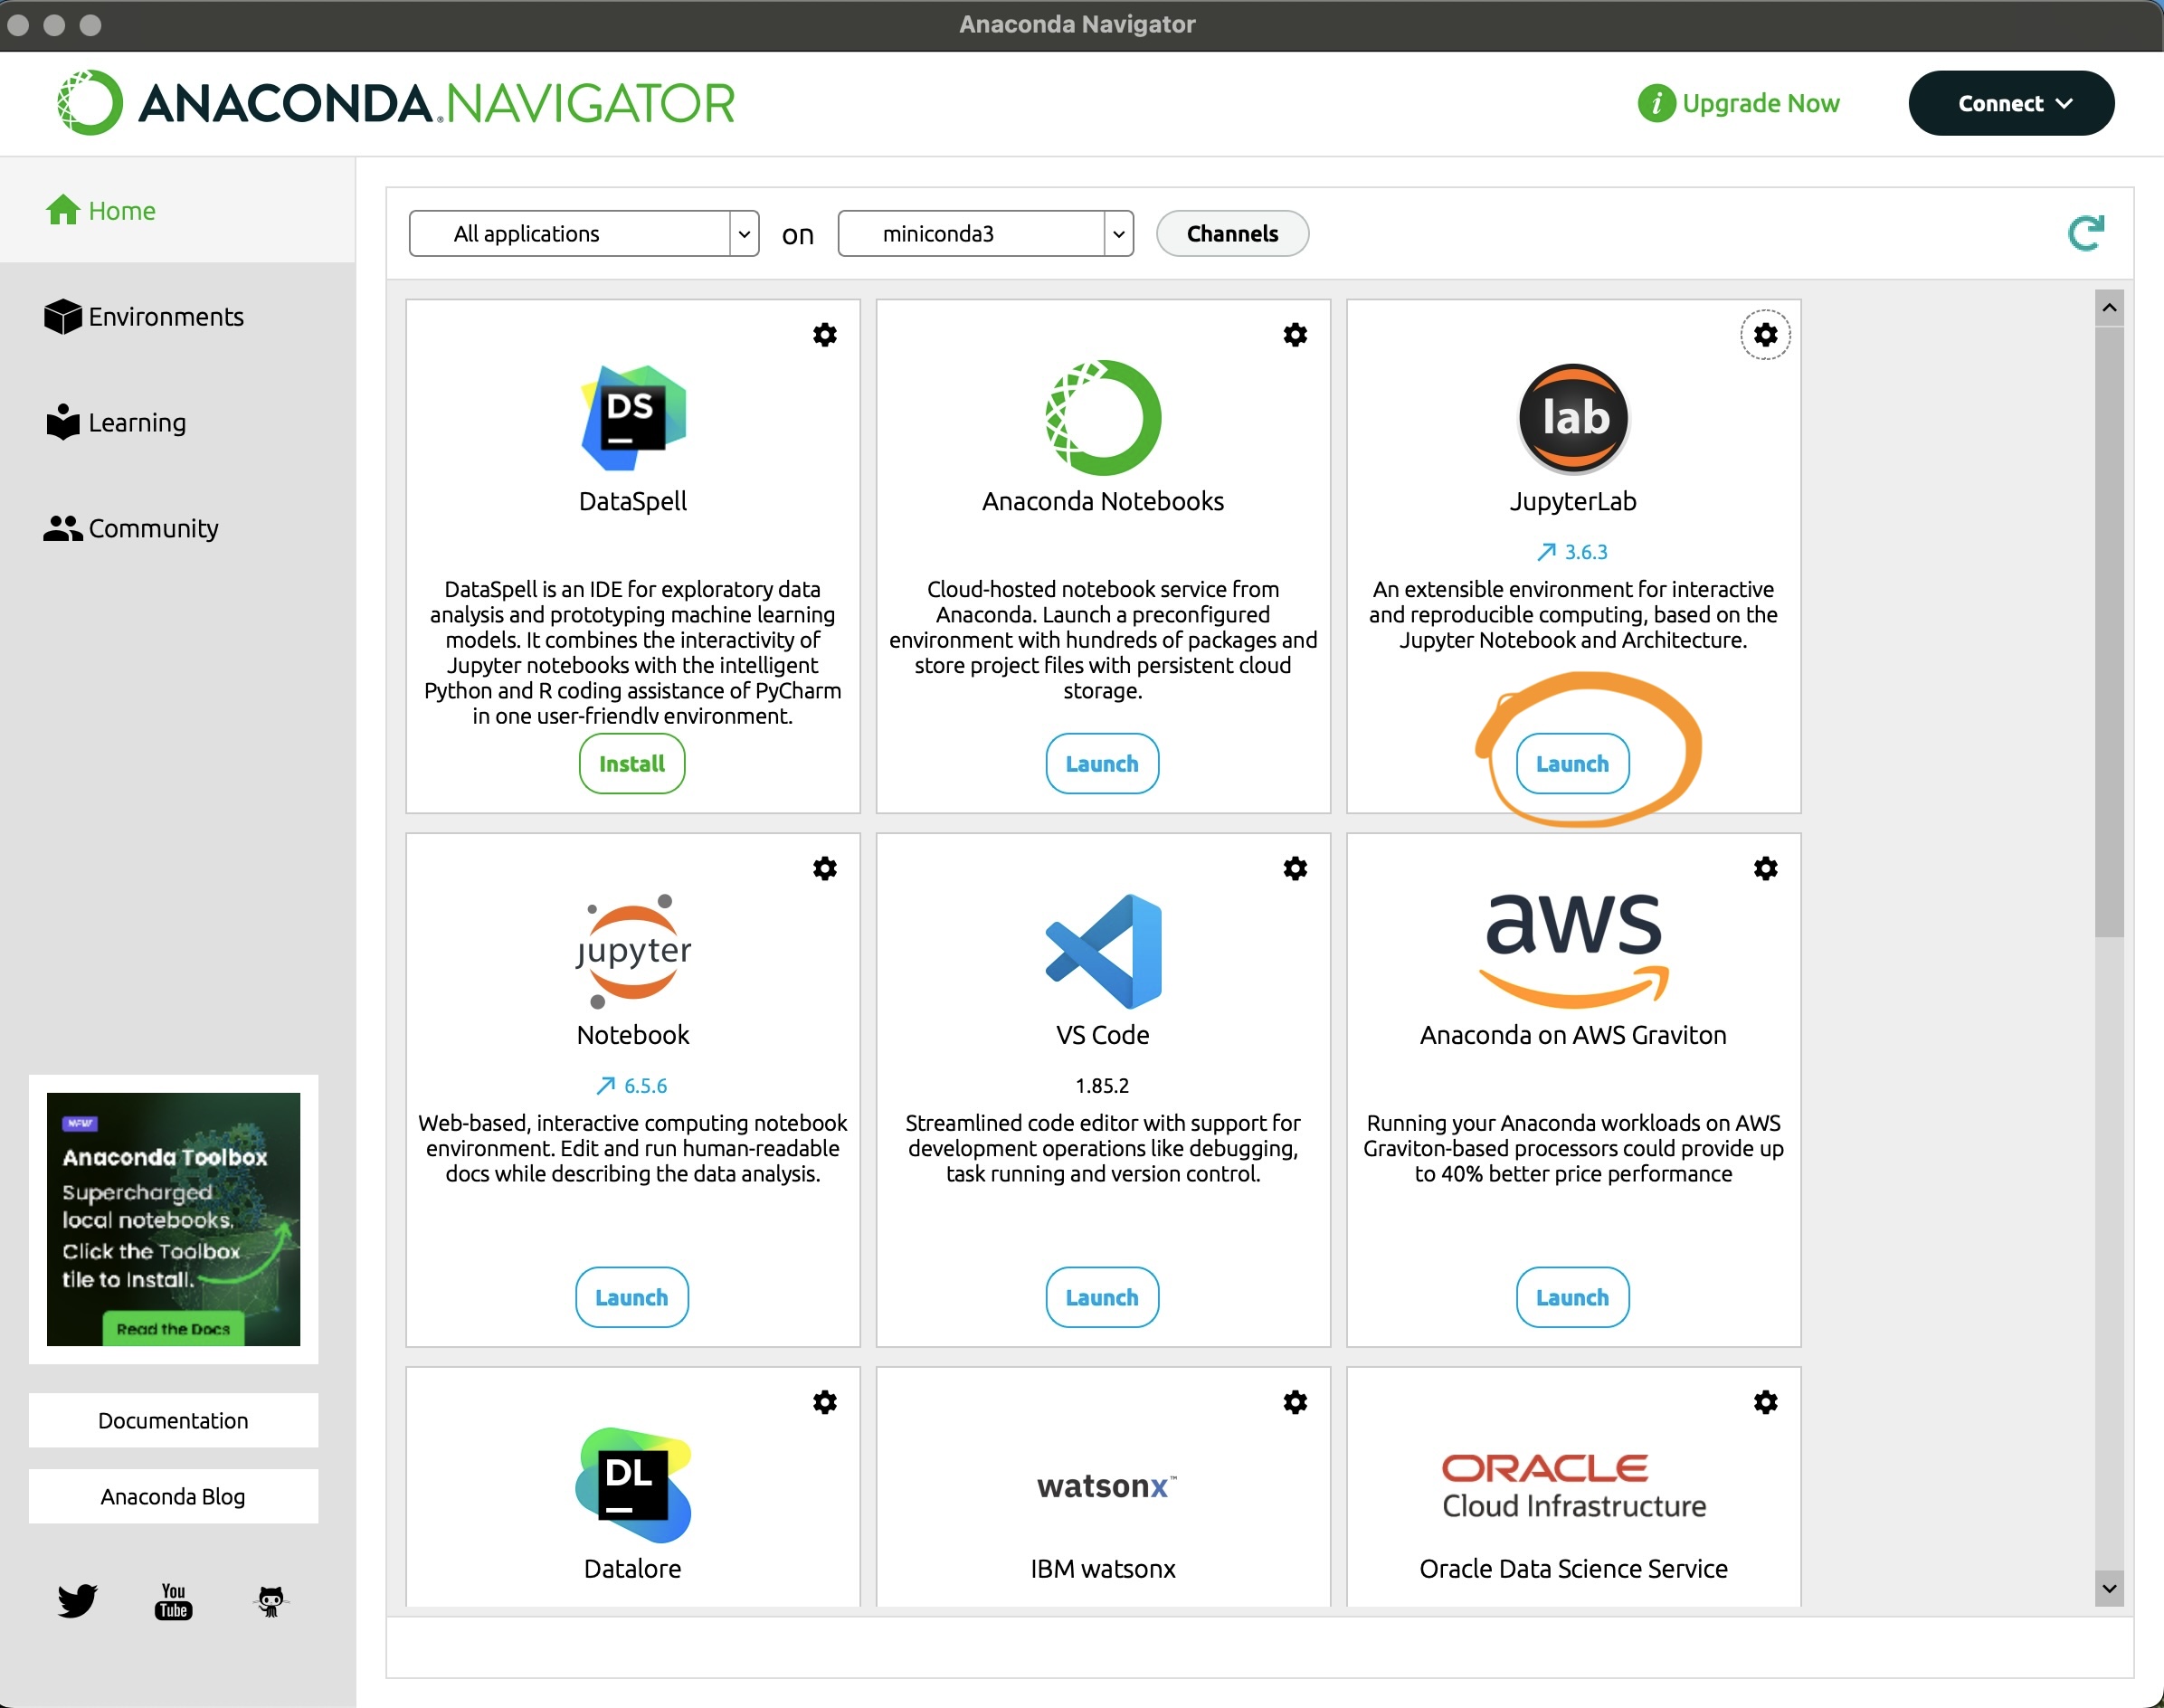 Anaconda Navigator
ANACONDA.NAVIGATOR
Upgrade Now
Connect
Home
Environments
Learning
Community
All applications
on
miniconda3
Channels
DS
DataSpell
DataSpell is an IDE for exploratory data
analysis and prototyping machine learning
models. It combines the interactivity of
Jupyter notebooks with the intelligent
Python and R coding assistance of PyCharm
in one user-friendly environment.
Install
Anaconda Notebooks
Cloud-hosted notebook service from
Anaconda. Launch a preconfigured
environment with hundreds of packages and
store project files with persistent cloud
storage.
Launch
lab
JupyterLab
3.6.3
An extensible environment for interactive
and reproducible computing, based on the
Jupyter Notebook and Architecture.
Launch
jupyter
Notebook
6.5.6
Web-based, interactive computing notebook
environment. Edit and run human-readable
docs while describing the data analysis.
Launch
VS Code
1.85.2
Streamlined code editor with support for
development operations like debugging,
task running and version control.
Launch
aws
Anaconda on AWS Graviton
Running your Anaconda workloads on AWS
Graviton-based processors could provide up
to 40% better price performance
Launch
DL
Datalore
watsonx™
IBM watsonx
ORACLE
Cloud Infrastructure
Oracle Data Science Service
NEW
Anaconda Toolbox
Supercharged
local notebooks.
Click the Toolbox
tile to Install.
Read the Docs
Documentation
Anaconda Blog
You
Tube